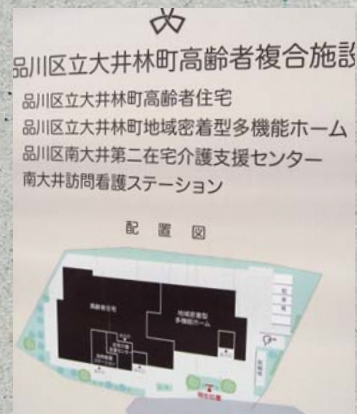 品川区立大井林町高齢者複合施設
品川区立大井林町高齢者住宅
品川区立大井林町地域密着型多機能ホーム
品川区南大井第二在宅介護支援センター
南大井訪問看護ステーション
配置図
高齢者住宅
地域密着型
多機能ホーム